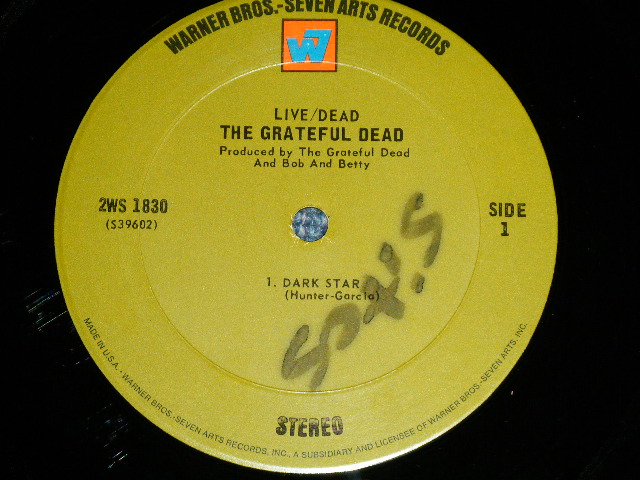 WARNER BROS.-SEVEN ARTS RECORDS
W7
LIVE/DEAD
THE GRATEFUL DEAD
Produced by The Grateful Dead
And Bob And Betty
2WS 1830
(S39602)
SIDE
1
1. DARK STAR
(Hunter-Garcia)
STEREO
MADE IN U.S.A. - WARNER BROS.-SEVEN ARTS RECORDS, INC., A SUBSIDIARY AND LICENSEE OF WARNER BROS.-SEVEN ARTS, INC.